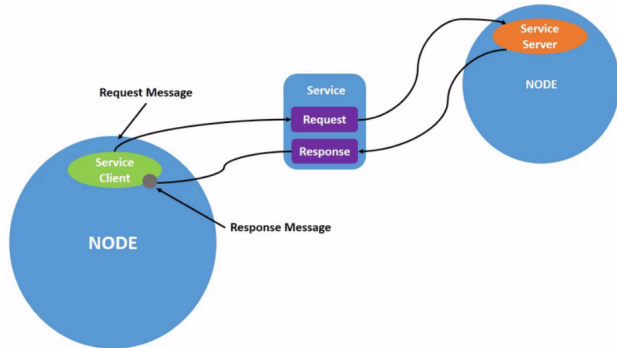 Service
Server
NODE
Service
Request
Response
Request Message
Service
Client
Response Message
NODE